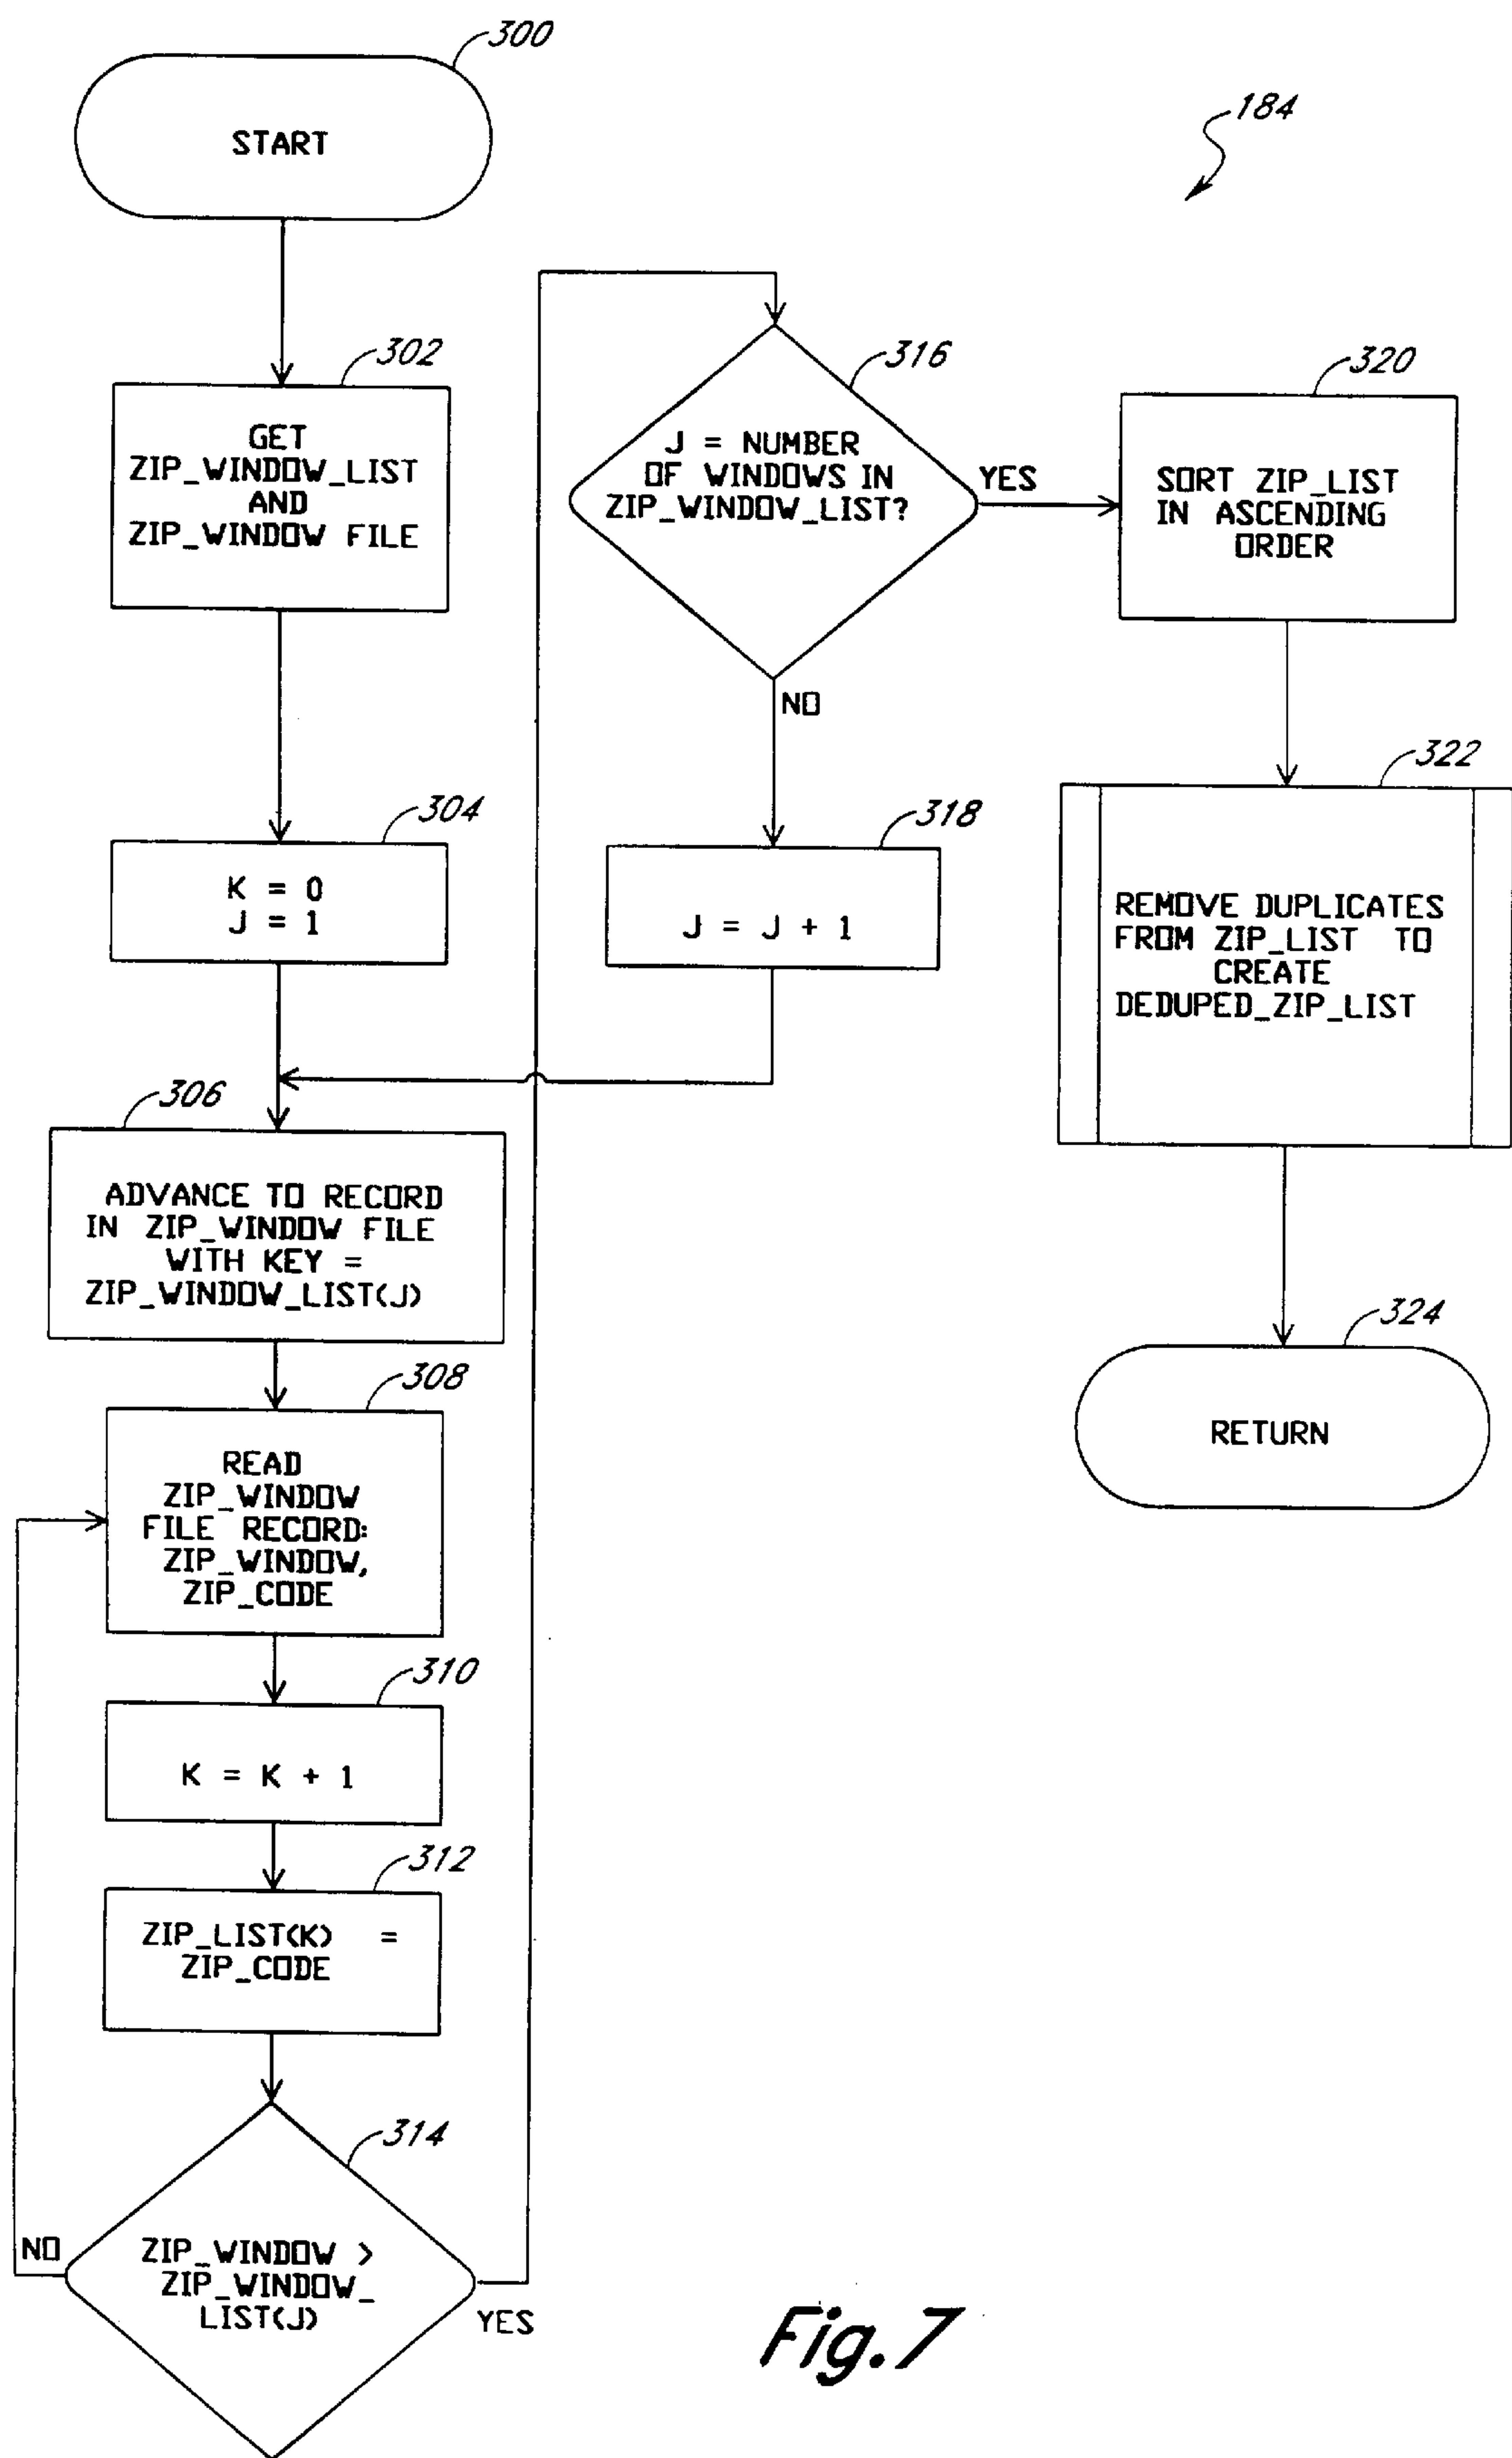 300
START
184
302
GET
ZIP_WINDOW_LIST
AND
ZIP_WINDOW FILE
304
K = 0
J = 1
306
ADVANCE TO RECORD
IN ZIP_WINDOW FILE
WITH KEY =
ZIP_WINDOW_LIST(J)
308
READ
ZIP_WINDOW
FILE RECORD:
ZIP_WINDOW,
ZIP_CODE
310
K = K + 1
312
ZIP_LIST(K) =
ZIP_CODE
314
ZIP_WINDOW >
ZIP_WINDOW_
LIST(J)
NO
YES
316
J = NUMBER
OF WINDOWS IN
ZIP_WINDOW_LIST?
YES
NO
318
J = J + 1
320
SORT ZIP_LIST
IN ASCENDING
ORDER
322
REMOVE DUPLICATES
FROM ZIP_LIST TO
CREATE
DEDUPED_ZIP_LIST
324
RETURN
Fig. 7